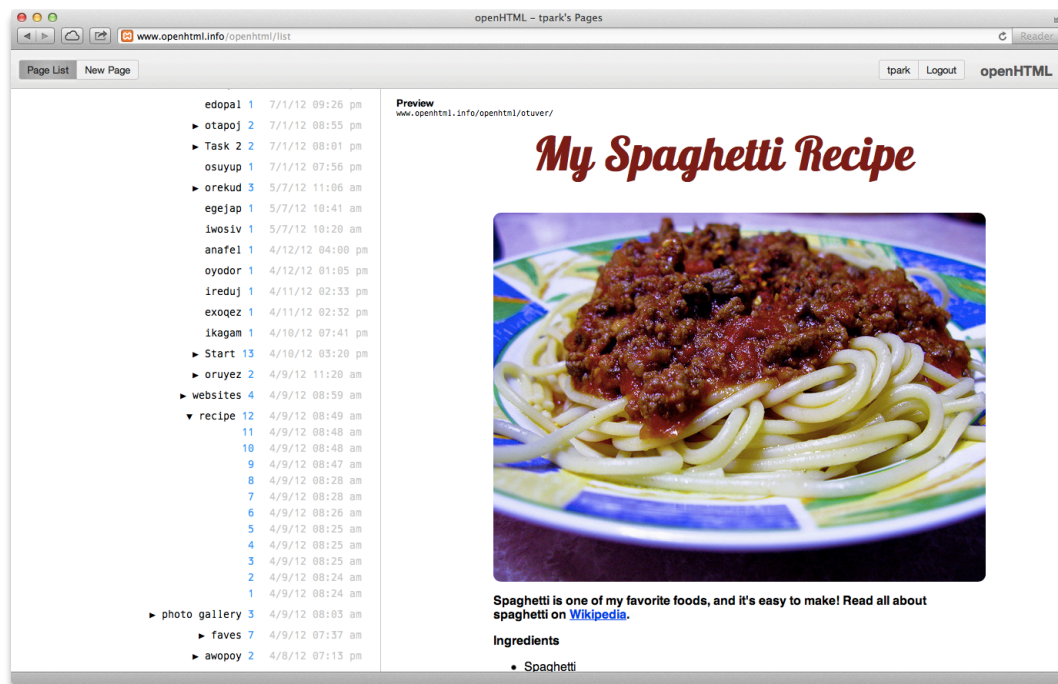 openHTML – tpark's Pages
www.openhtml.info/openhtml/list
Reader
Page List New Page
tpark Logout openHTML
edopal 1 7/1/12 09:26 pm
▶ otapoj 2 7/1/12 08:55 pm
▶ Task 2 2 7/1/12 08:01 pm
osuyup 1 7/1/12 07:56 pm
▶ orekud 3 5/7/12 11:06 am
egejap 1 5/7/12 10:41 am
iwosiv 1 5/7/12 10:20 am
anafel 1 4/12/12 04:00 pm
oyodor 1 4/12/12 01:05 pm
ireduj 1 4/11/12 02:33 pm
exoqez 1 4/11/12 02:32 pm
ikagam 1 4/10/12 07:41 pm
▶ Start 13 4/10/12 03:20 pm
▶ oruyez 2 4/9/12 11:20 am
▶ websites 4 4/9/12 08:59 am
▼ recipe 12 4/9/12 08:49 am
11 4/9/12 08:48 am
10 4/9/12 08:48 am
9 4/9/12 08:47 am
8 4/9/12 08:28 am
7 4/9/12 08:28 am
6 4/9/12 08:26 am
5 4/9/12 08:25 am
4 4/9/12 08:25 am
3 4/9/12 08:25 am
2 4/9/12 08:24 am
1 4/9/12 08:24 am
▶ photo gallery 3 4/9/12 08:03 am
▶ faves 7 4/9/12 07:37 am
▶ awopoy 2 4/8/12 07:13 pm
Preview
www.openhtml.info/openhtml/otuver/
My Spaghetti Recipe
Spaghetti is one of my favorite foods, and it's easy to make! Read all about
spaghetti on Wikipedia.
Ingredients
• Spaghetti